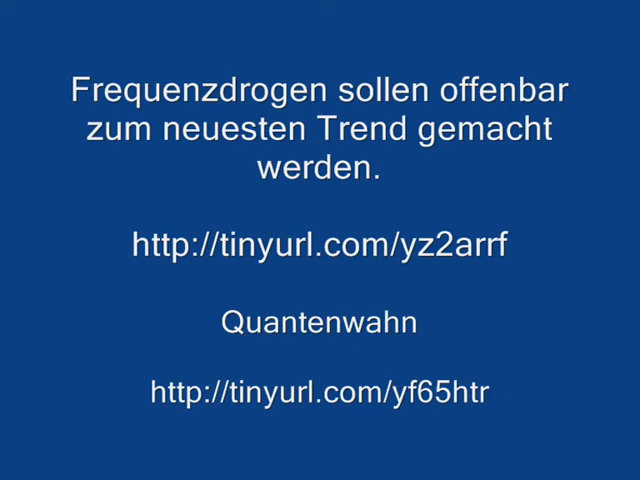 Frequenzdrogen sollen offenbar
zum neuesten Trend gemacht
werden.
http://tinyurl.com/yz2arrf
Quantenwahn
http://tinyurl.com/yf65htr